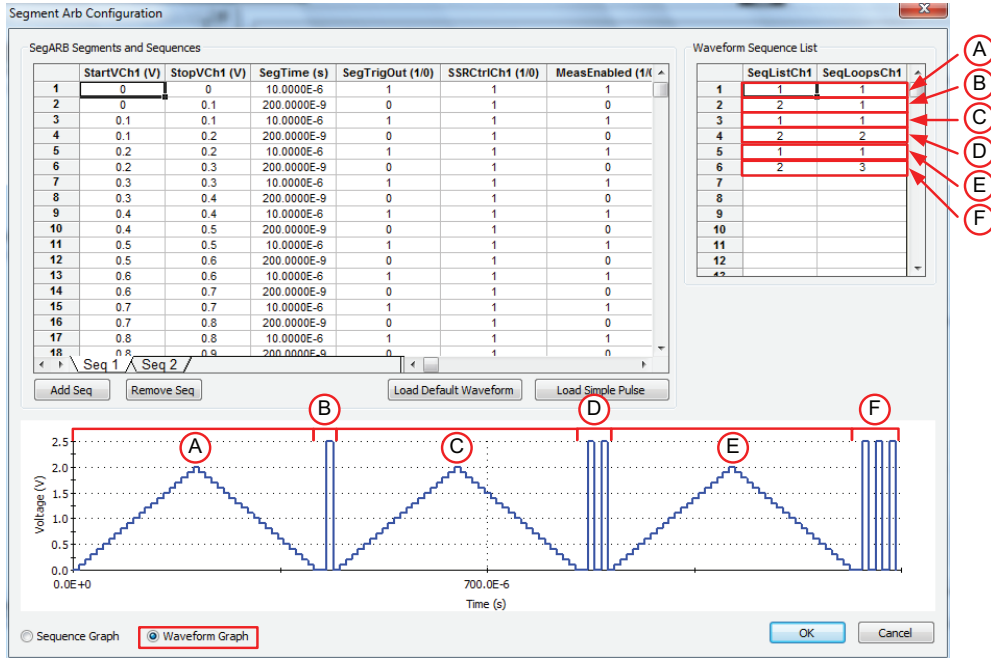 Segment Arb Configuration
x
SegARB Segments and Sequences
StartVCh1 (V) StopVCh1 (V) SegTime (s) SegTrigOut (1/0) SSRCtrlCh1 (1/0) MeasEnabled (1/(
1 0 0 10.0000E-6 1 1 1
2 0 0.1 200.0000E-9 0 1 0
3 0.1 0.1 10.0000E-6 1 1 1
4 0.1 0.2 200.0000E-9 0 1 0
5 0.2 0.2 10.0000E-6 1 1 1
6 0.2 0.3 200.0000E-9 0 1 0
7 0.3 0.3 10.0000E-6 1 1 1
8 0.3 0.4 200.0000E-9 0 1 0
9 0.4 0.4 10.0000E-6 1 1 1
10 0.4 0.5 200.0000E-9 0 1 0
11 0.5 0.5 10.0000E-6 1 1 1
12 0.5 0.6 200.0000E-9 0 1 0
13 0.6 0.6 10.0000E-6 1 1 1
14 0.6 0.7 200.0000E-9 0 1 0
15 0.7 0.7 10.0000E-6 1 1 1
16 0.7 0.8 200.0000E-9 0 1 0
17 0.8 0.8 10.0000E-6 1 1 1
18 0.8 0.9 200.0000E-9 0 1 0
Seq 1 Seq 2
Add Seq Remove Seq Load Default Waveform Load Simple Pulse
Waveform Sequence List
SeqListCh1 SeqLoopsCh1
1 1 1
2 2 1
3 1 1
4 2 2
5 1 1
6 2 3
7
8
9
10
11
12
13
A
B
C
D
E
F
A
B
C
D
E
F
Voltage (V)
2.5
2.0
1.5
1.0
0.5
0.0
0.0E+0 700.0E-6
Time (s)
Sequence Graph Waveform Graph OK Cancel